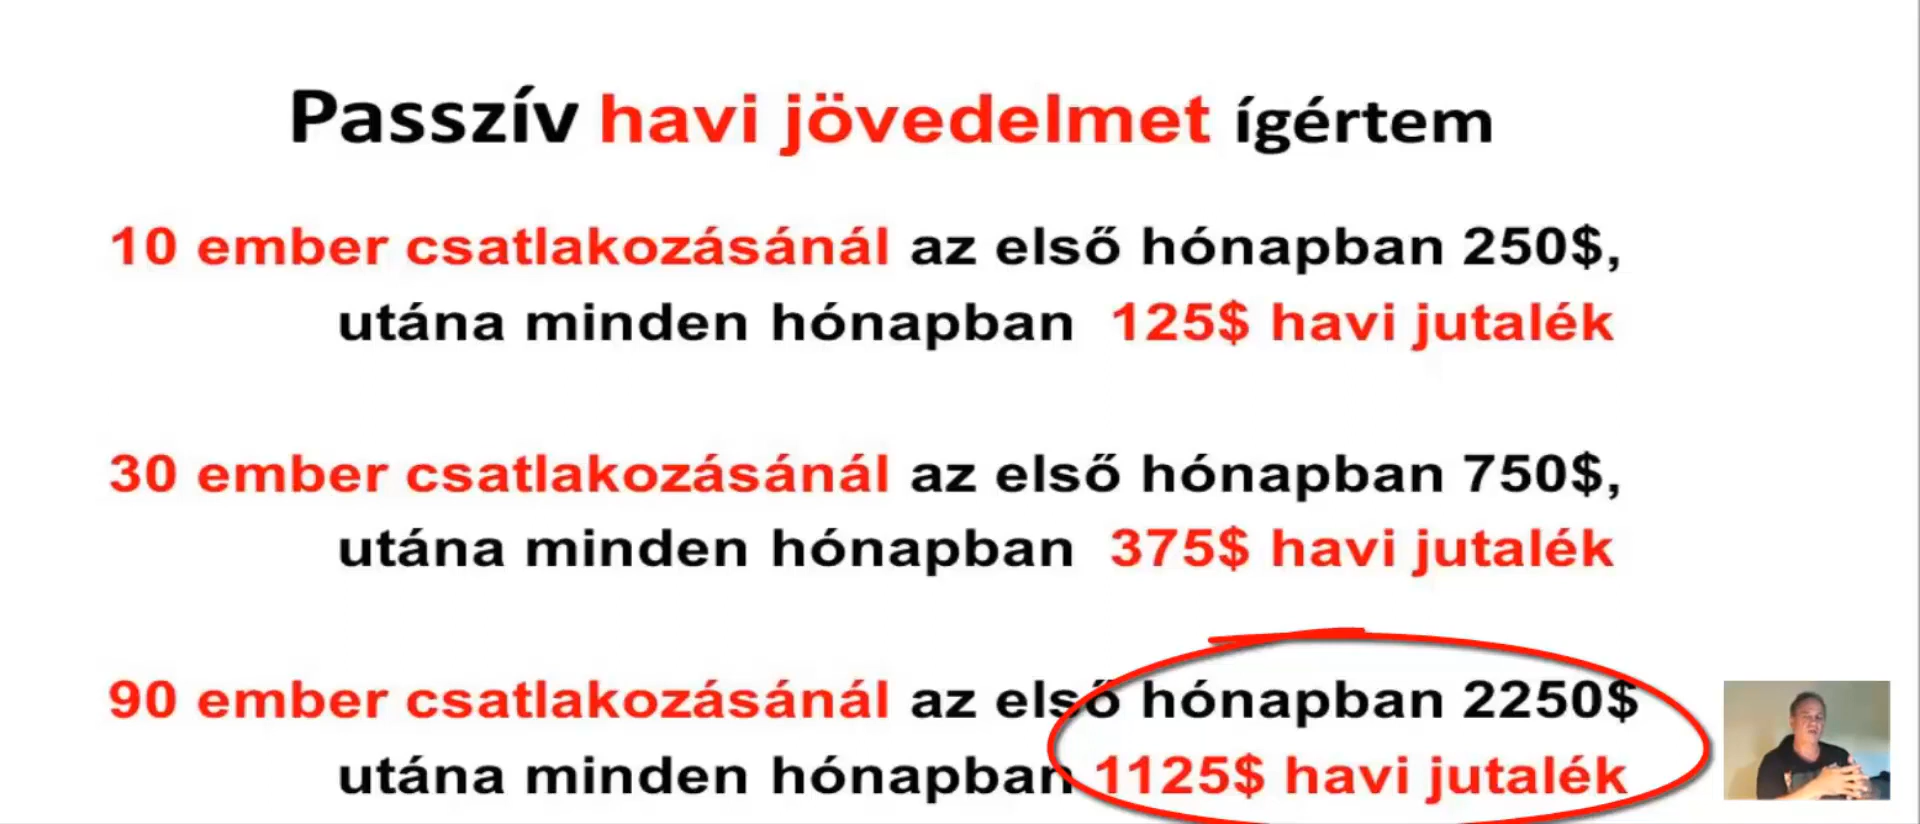 Passzív havi jövedelmet ígértem
10 ember csatlakozásánál az első hónapban 250$,
utána minden hónapban 125$ havi jutalék
30 ember csatlakozásánál az első hónapban 750$,
utána minden hónapban 375$ havi jutalék
90 ember csatlakozásánál az első hónapban 2250$
utána minden hónapban 1125$ havi jutalék